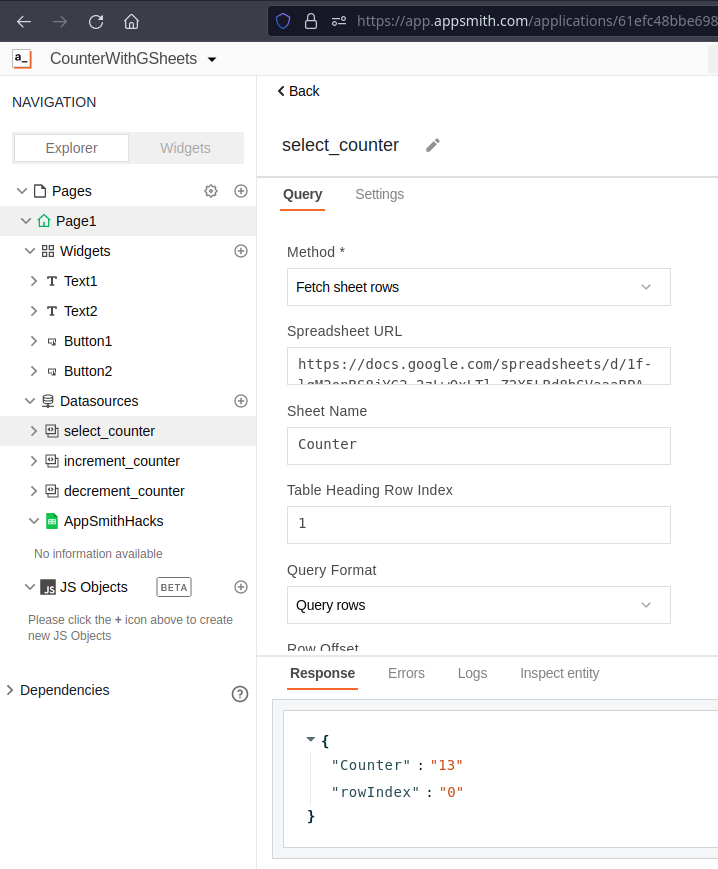 https://app.appsmith.com/applications/61efc48bbe698
a_
CounterWithGSheets
NAVIGATION
Explorer
Widgets
Pages
Page1
Widgets
Text1
Text2
Button1
Button2
Datasources
select_counter
increment_counter
decrement_counter
AppSmithHacks
No information available
JS
JS Objects
BETA
Please click the + icon above to create
new JS Objects
Dependencies
?
Back
select_counter
Query
Settings
Method *
Fetch sheet rows
Spreadsheet URL
https://docs.google.com/spreadsheets/d/1f-
Sheet Name
Counter
Table Heading Row Index
1
Query Format
Query rows
Row Offset
Response
Errors
Logs
Inspect entity
{
"Counter" : "13"
"rowIndex" : "0"
}